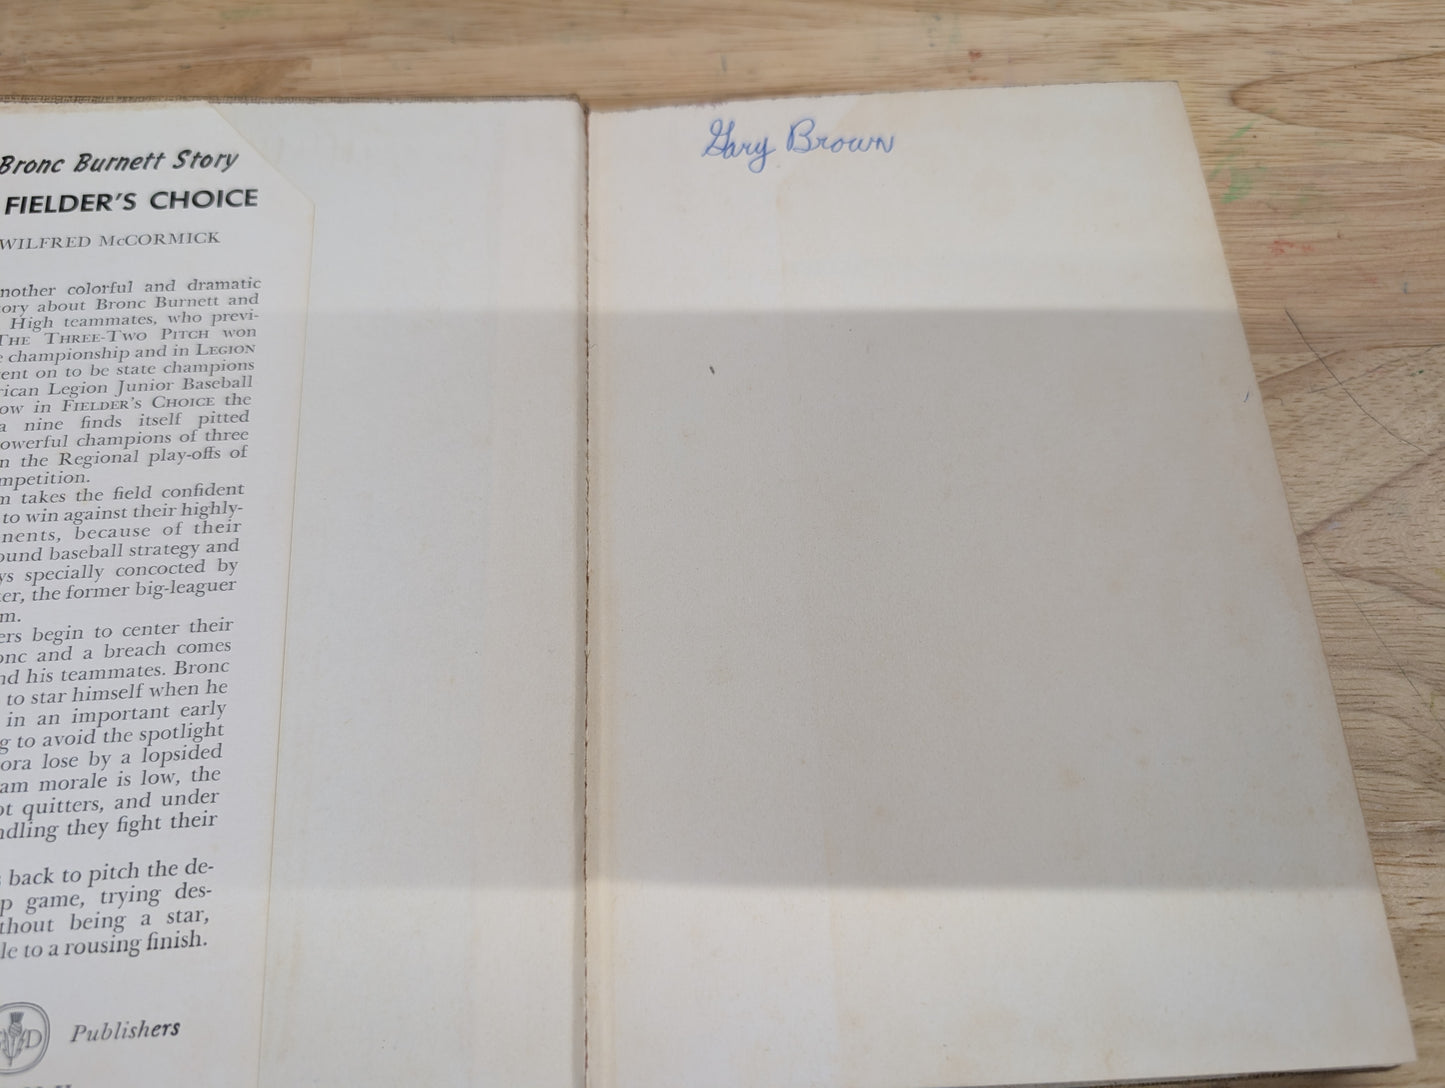 Bronc Burnett Story
FIELDER'S CHOICE
WILFRED McCORMICK
nother colorful and dramatic
ory about Bronc Burnett and
High teammates, who previ-
THE THREE-TWO PITCH won
e championship and in LEGION
ent on to be state champions
rican Legion Junior Baseball
ow in FIELDER'S CHOICE the
a nine finds itself pitted
owerful champions of three
n the Regional play-offs of
mpetition.
m takes the field confident
to win against their highly-
nents, because of their
ound baseball strategy and
ys specially concocted by
er, the former big-leaguer
m.
ers begin to center their
onc and a breach comes
nd his teammates. Bronc
to star himself when he
in an important early
g to avoid the spotlight
ora lose by a lopsided
am morale is low, the
ot quitters, and under
ndling they fight their
back to pitch the de-
p game, trying des-
thout being a star,
le to a rousing finish.
D Publishers
Gary Brown